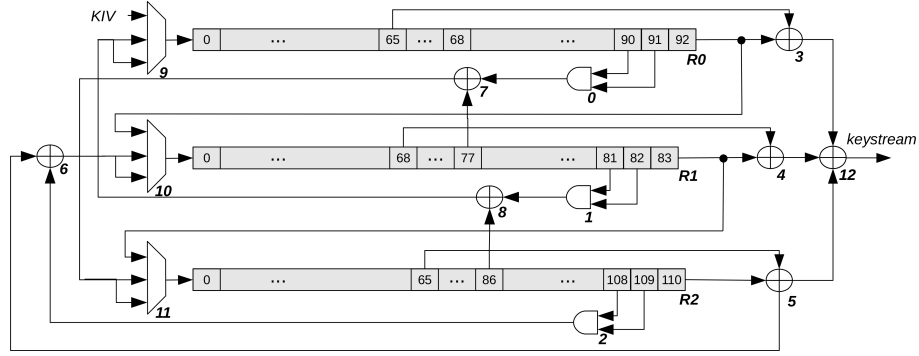 KIV
0 ... 65 ... 68 ... 90 91 92
R0
3
9
7
0
keystream
0 ... 68 ... 77 ... 81 82 83
R1
4
12
6
10
8
1
0 ... 65 ... 86 ... 108 109 110
R2
5
11
2